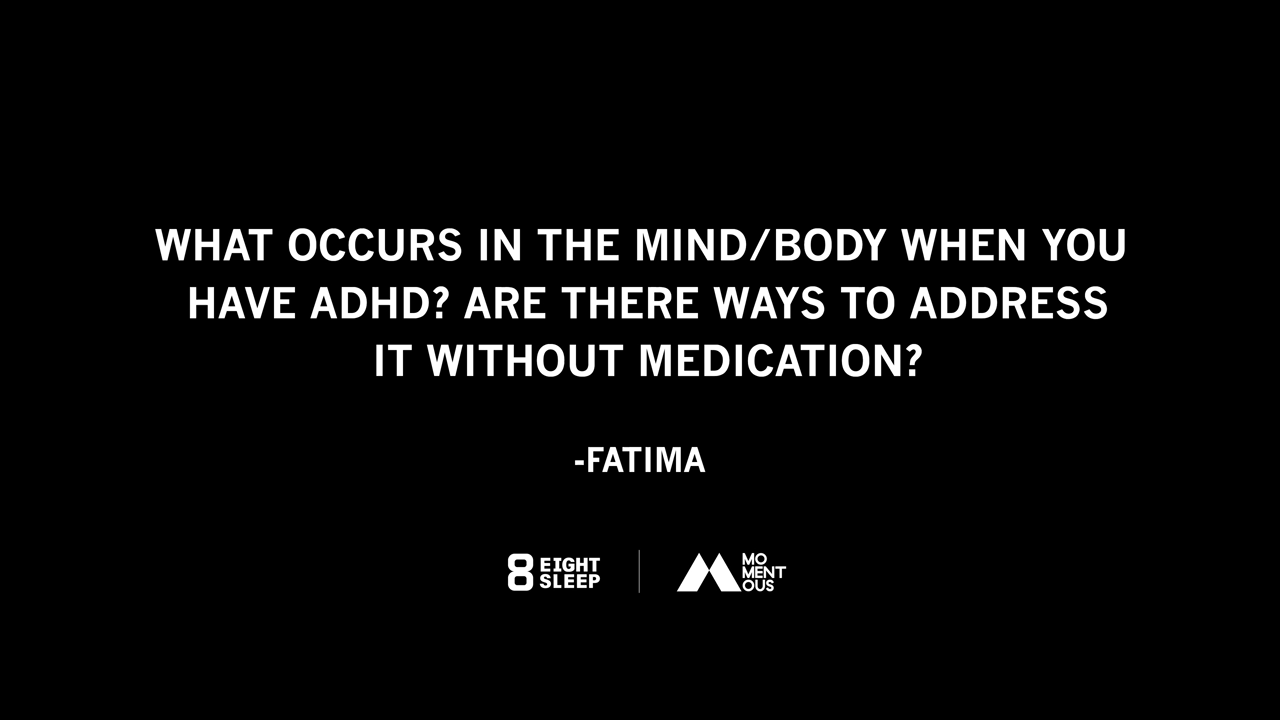 WHAT OCCURS IN THE MIND/BODY WHEN YOU
HAVE ADHD? ARE THERE WAYS TO ADDRESS
IT WITHOUT MEDICATION?
-FATIMA
8 EIGHT
SLEEP
MO
MENT
OUS